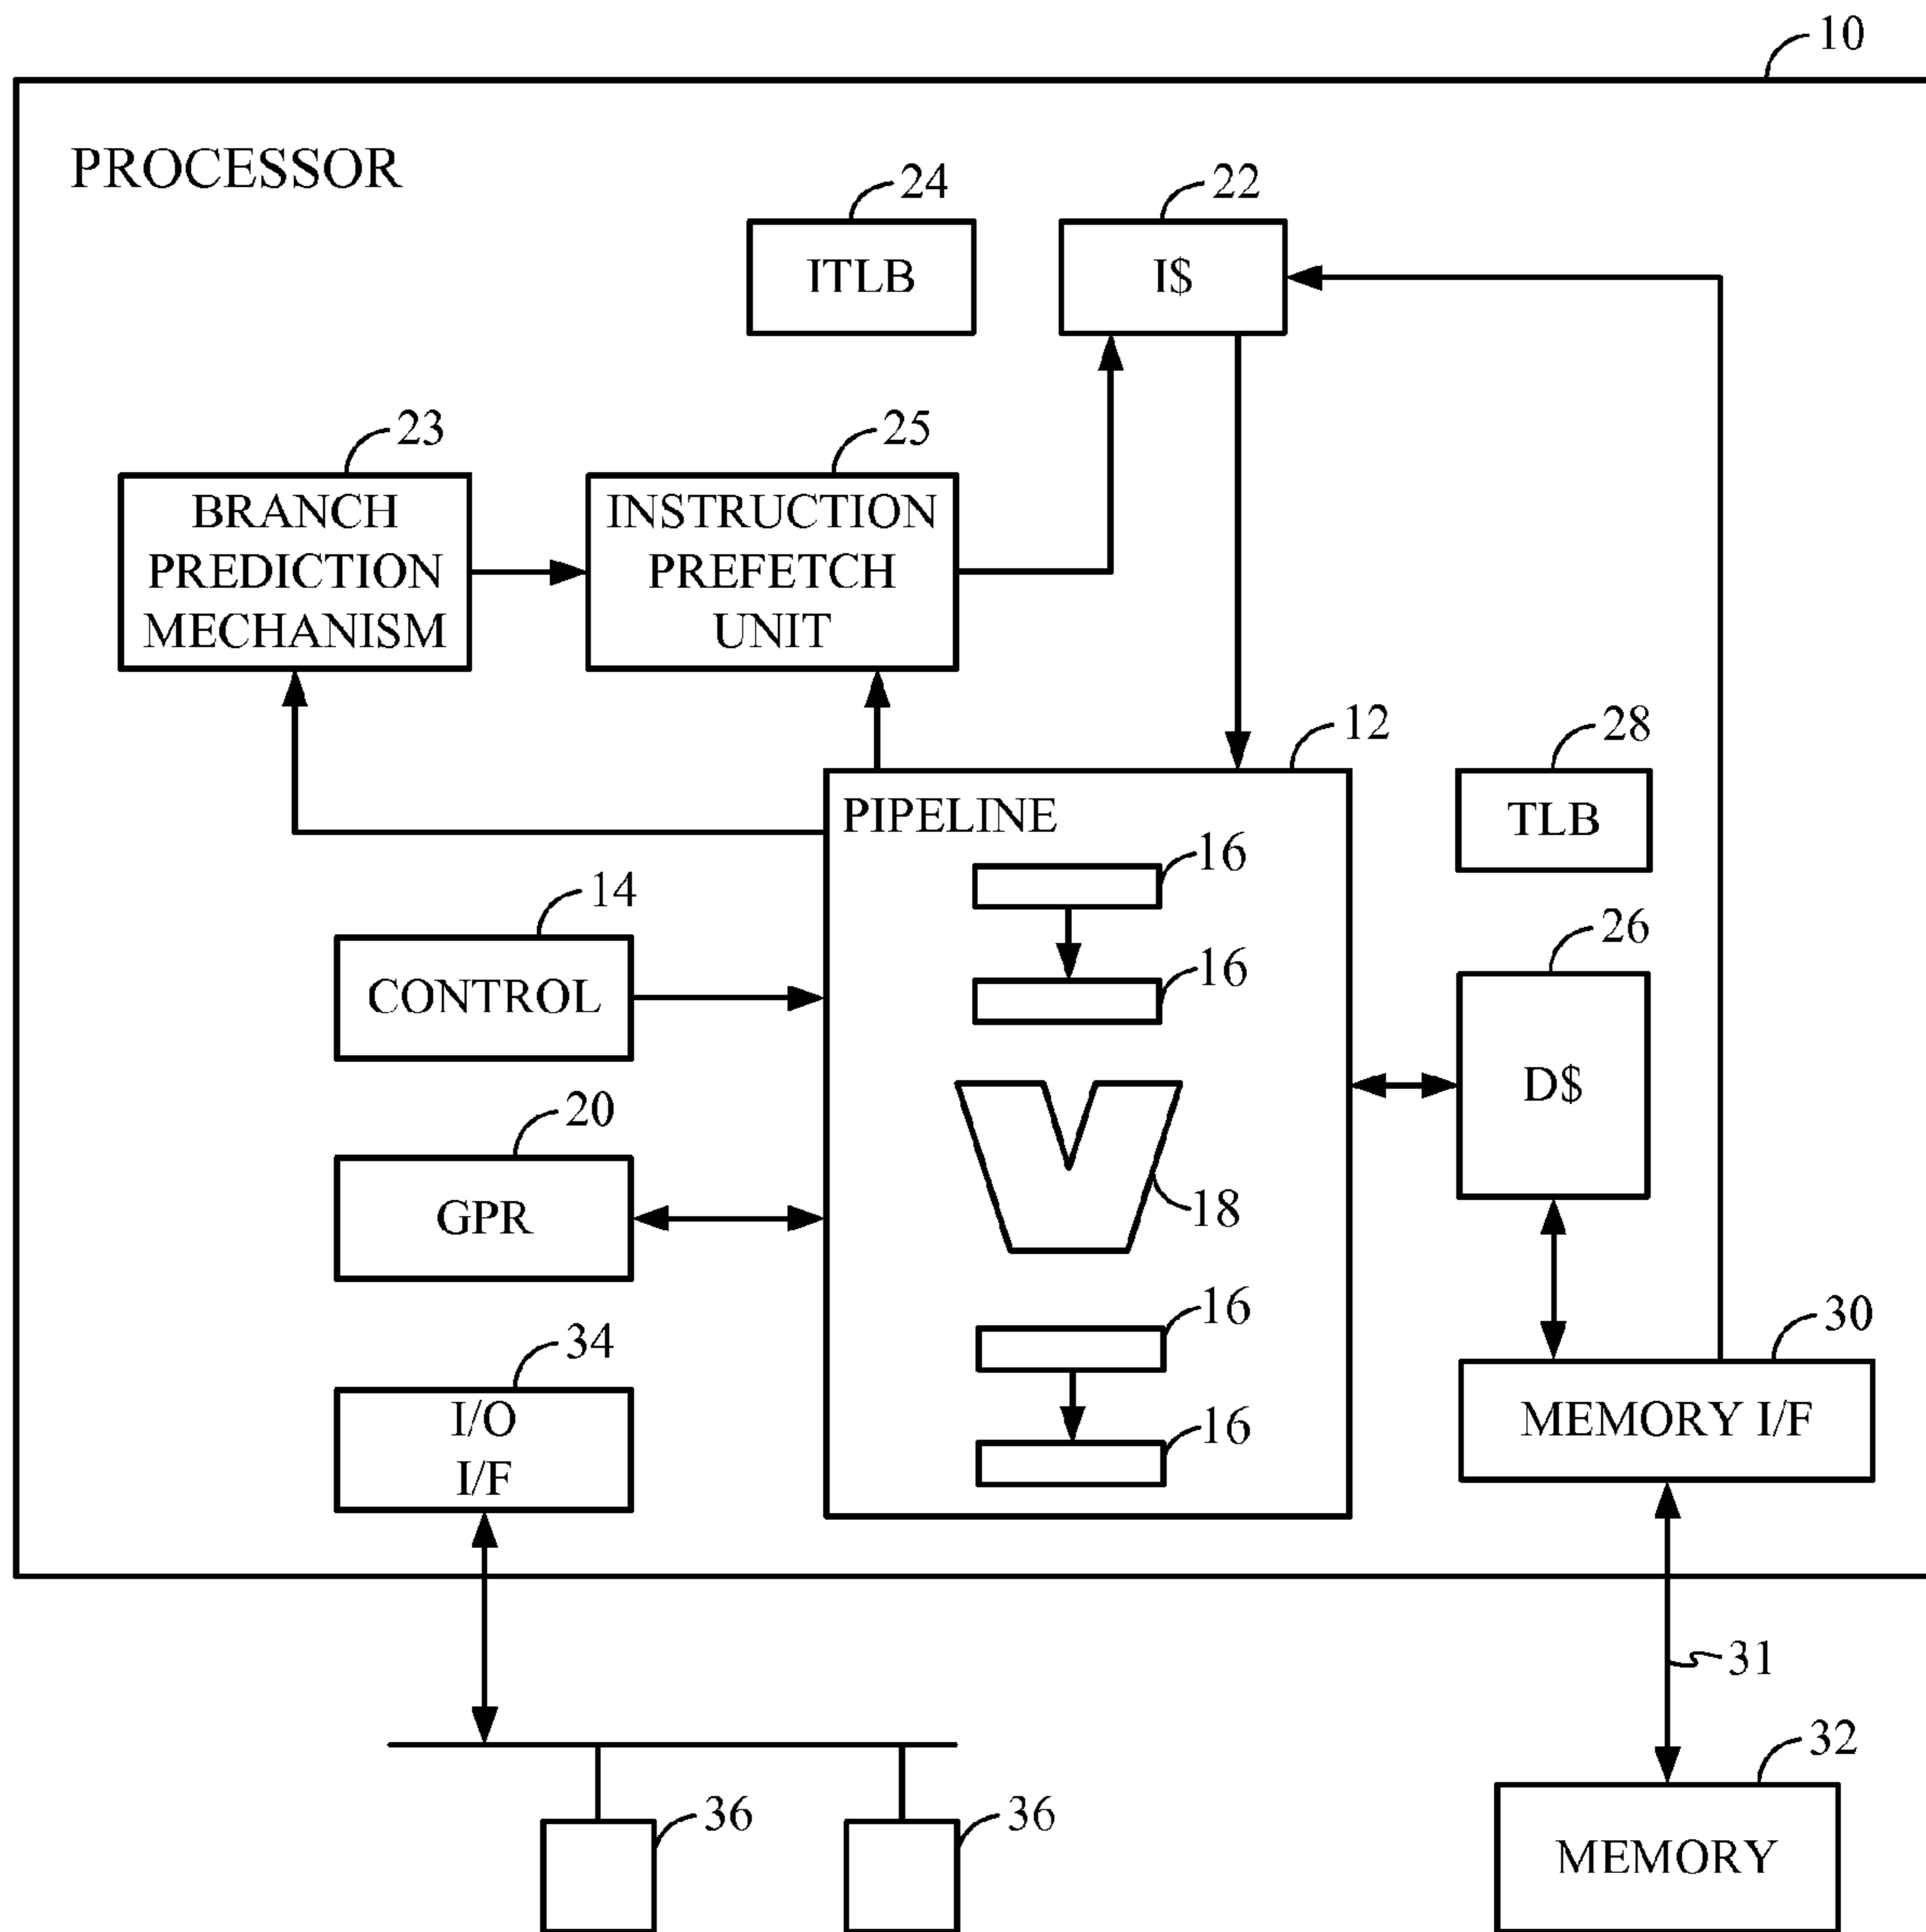 10
PROCESSOR
24
22
ITLB
I$
23
25
BRANCH
PREDICTION
MECHANISM
INSTRUCTION
PREFETCH
UNIT
12
28
PIPELINE
TLB
16
14
26
16
CONTROL
D$
20
18
GPR
16
30
34
I/O
I/F
MEMORY I/F
16
31
32
36
36
MEMORY